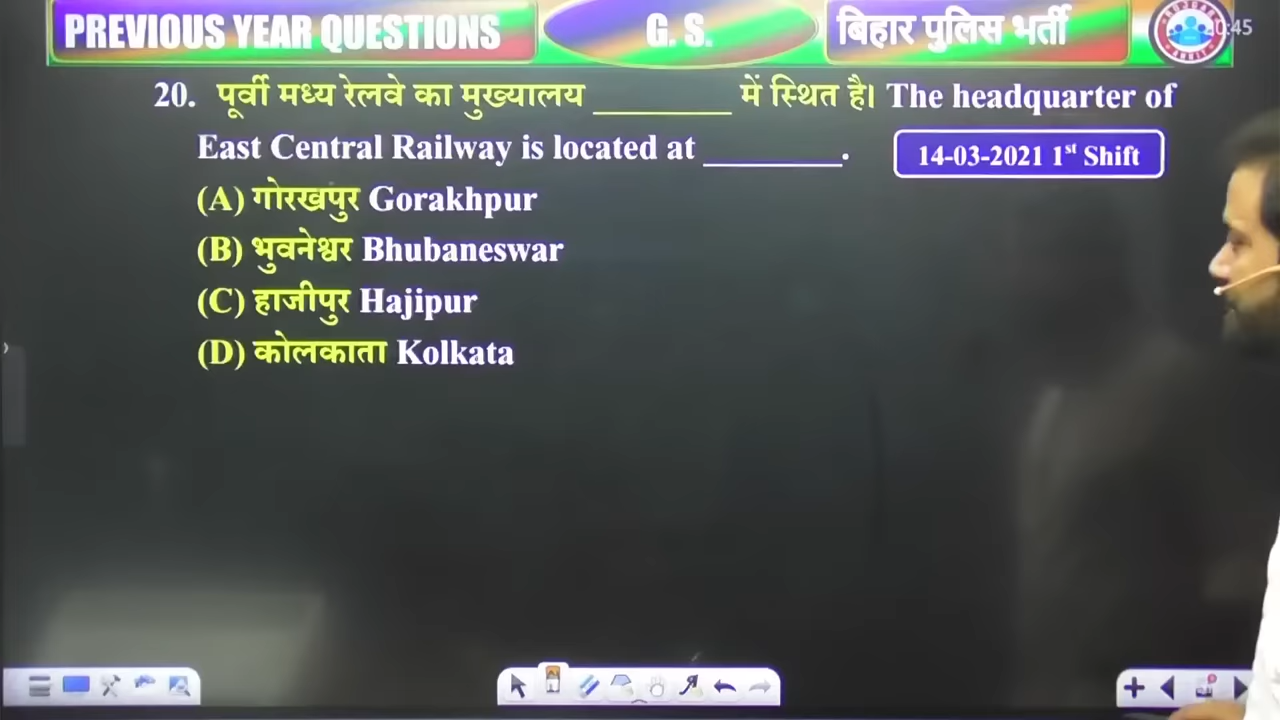 PREVIOUS YEAR QUESTIONS G. S. बिहार पुलिस भर्ती
20. पूर्वी मध्य रेलवे का मुख्यालय ________ में स्थित है। The headquarter of
East Central Railway is located at ________. 14-03-2021 1st Shift
(A) गोरखपुर Gorakhpur
(B) भुवनेश्वर Bhubaneswar
(C) हाजीपुर Hajipur
(D) कोलकाता Kolkata